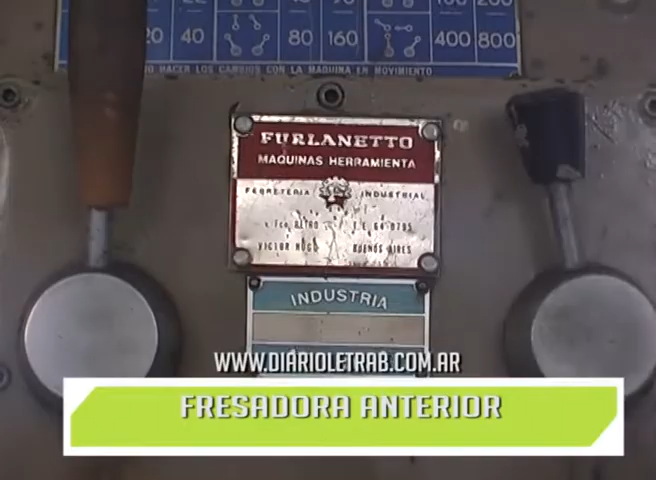 20 40 80 160 400 800
HACER LOS CAMBIOS CON LA MAQUINA EN MOVIMIENTO
FURLANETTO
MAQUINAS HERRAMIENTA
FERRETERIA INDUSTRIAL
VICTOR HUGO BUENOS AIRES
INDUSTRIA
WWW.DIARIOLETRAB.COM.AR
FRESADORA ANTERIOR